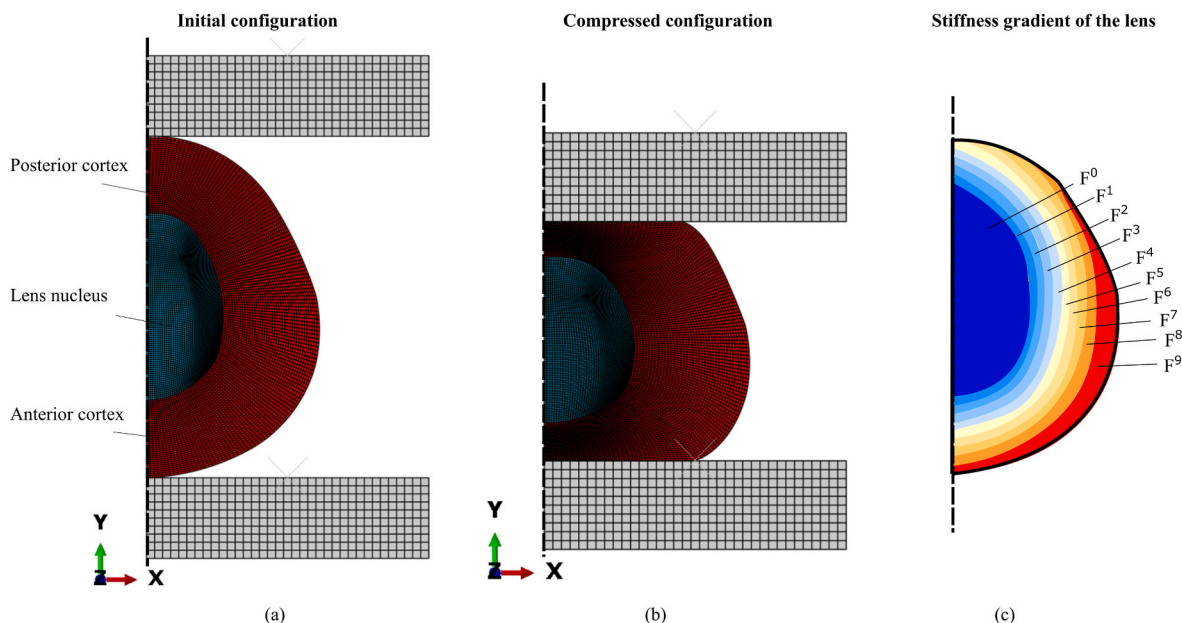 Initial configuration
Compressed configuration
Stiffness gradient of the lens
Posterior cortex
Lens nucleus
Anterior cortex
Y
Z
X
Y
Z
X
F⁰
F¹
F²
F³
F⁴
F⁵
F⁶
F⁷
F⁸
F⁹
(a)
(b)
(c)